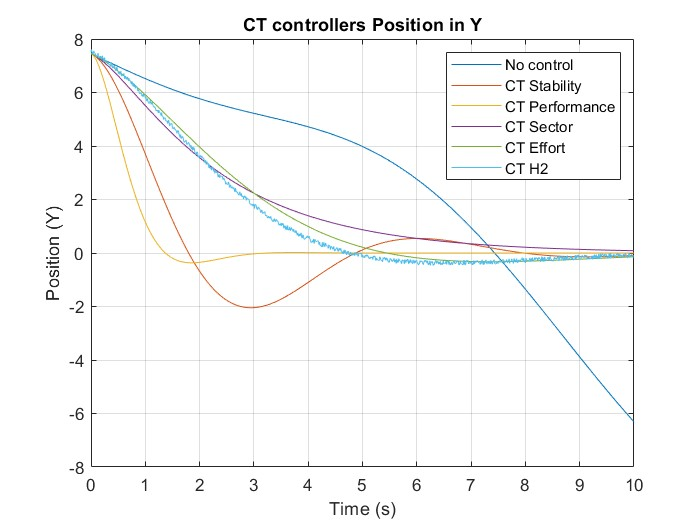 CT controllers Position in Y
8
6
4
2
0
-2
-4
-6
-8
Position (Y)
No control
CT Stability
CT Performance
CT Sector
CT Effort
CT H2
0 1 2 3 4 5 6 7 8 9 10
Time (s)